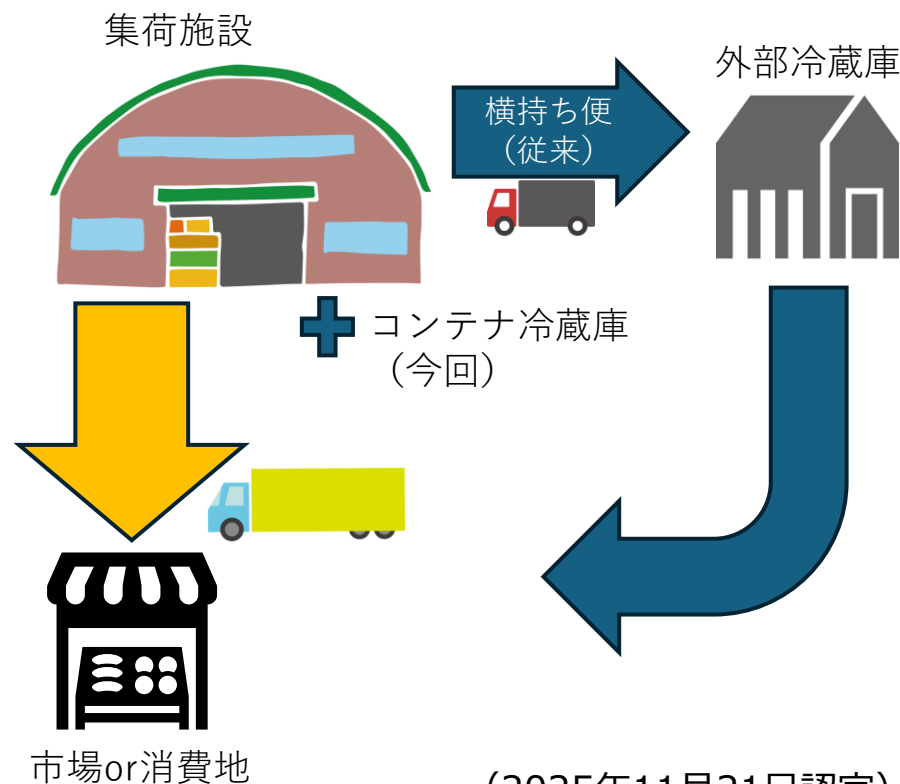 集荷施設
外部冷蔵庫
横持ち便
（従来）
コンテナ冷蔵庫
（今回）
市場or消費地